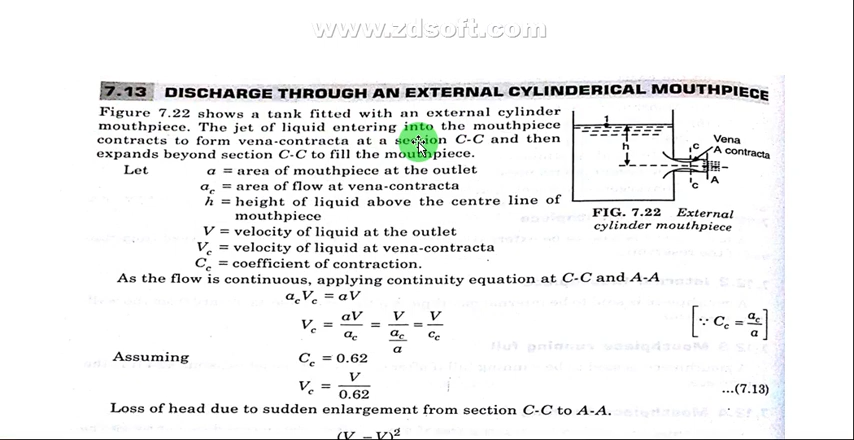 www.zdsoft.com
7.13 DISCHARGE THROUGH AN EXTERNAL CYLINDERICAL MOUTHPIECE
Figure 7.22 shows a tank fitted with an external cylinder
mouthpiece. The jet of liquid entering into the mouthpiece
contracts to form vena-contracta at a section C-C and then
expands beyond section C-C to fill the mouthpiece.
Let a = area of mouthpiece at the outlet
a_c = area of flow at vena-contracta
h = height of liquid above the centre line of
mouthpiece
V = velocity of liquid at the outlet
V_c = velocity of liquid at vena-contracta
C_c = coefficient of contraction.
1
h
C
Vena
A contracta
C
A
FIG. 7.22 External
cylinder mouthpiece
As the flow is continuous, applying continuity equation at C-C and A-A
a_cV_c = aV
V_c = aV/a_c = V/(a_c/a) = V/C_c [∵ C_c = a_c/a]
Assuming C_c = 0.62
V_c = V/0.62 ...(7.13)
Loss of head due to sudden enlargement from section C-C to A-A.
(V – V)²